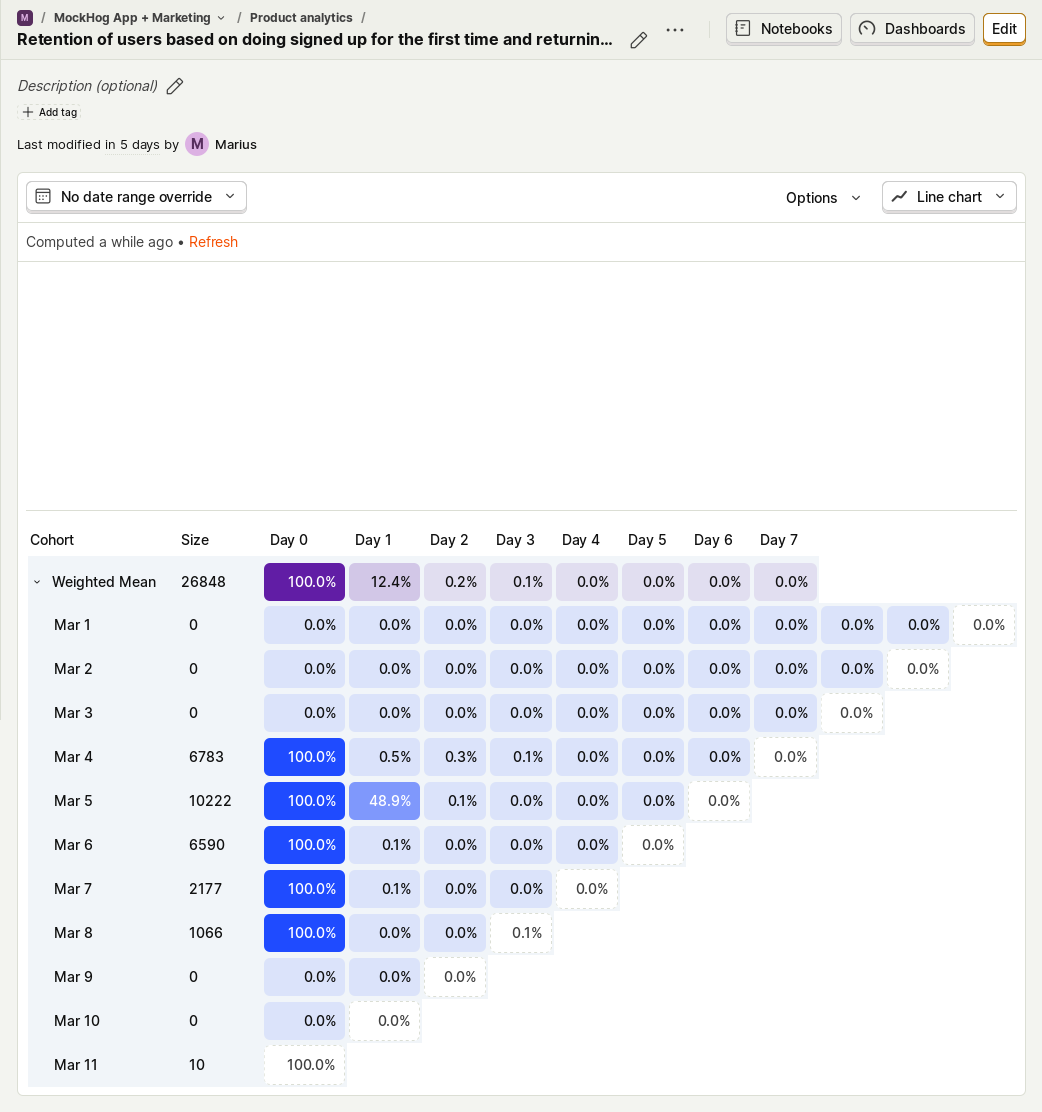 M / MockHog App + Marketing / Product analytics /
Retention of users based on doing signed up for the first time and returnin...
Notebooks
Dashboards
Edit
Description (optional)
Add tag
Last modified in 5 days by M Marius
No date range override
Options
Line chart
Computed a while ago • Refresh
Cohort Size Day 0 Day 1 Day 2 Day 3 Day 4 Day 5 Day 6 Day 7
Weighted Mean 26848 100.0% 12.4% 0.2% 0.1% 0.0% 0.0% 0.0% 0.0%
Mar 1 0 0.0% 0.0% 0.0% 0.0% 0.0% 0.0% 0.0% 0.0% 0.0% 0.0% 0.0%
Mar 2 0 0.0% 0.0% 0.0% 0.0% 0.0% 0.0% 0.0% 0.0% 0.0% 0.0%
Mar 3 0 0.0% 0.0% 0.0% 0.0% 0.0% 0.0% 0.0% 0.0% 0.0%
Mar 4 6783 100.0% 0.5% 0.3% 0.1% 0.0% 0.0% 0.0% 0.0%
Mar 5 10222 100.0% 48.9% 0.1% 0.0% 0.0% 0.0% 0.0%
Mar 6 6590 100.0% 0.1% 0.0% 0.0% 0.0% 0.0%
Mar 7 2177 100.0% 0.1% 0.0% 0.0% 0.0%
Mar 8 1066 100.0% 0.0% 0.0% 0.1%
Mar 9 0 0.0% 0.0% 0.0%
Mar 10 0 0.0% 0.0%
Mar 11 10 100.0%